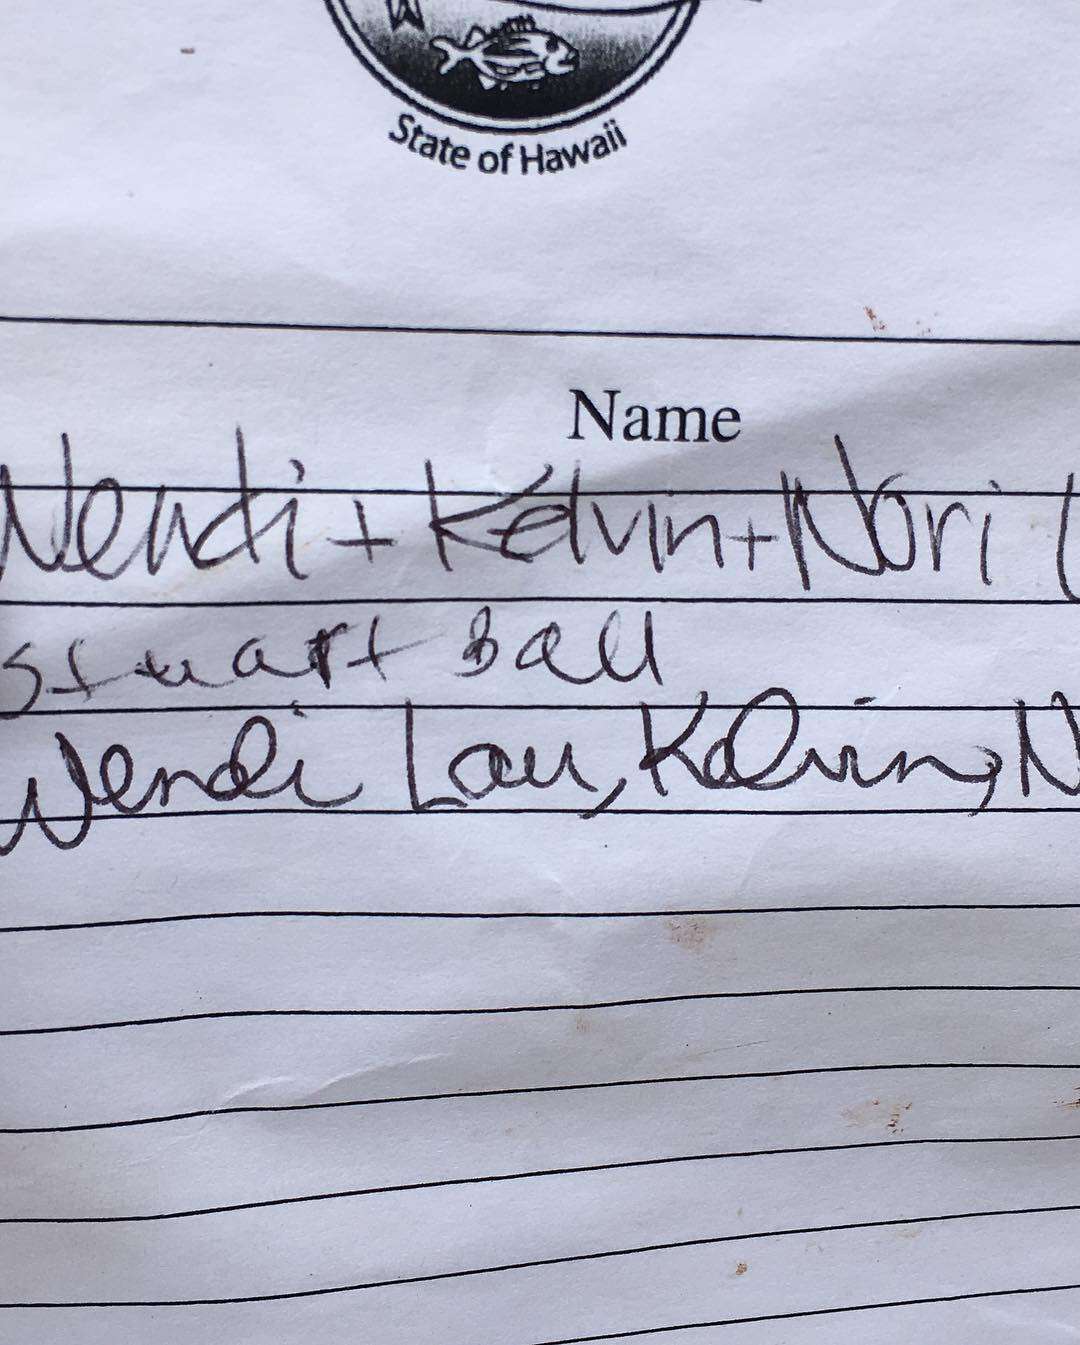 State of Hawaii
Name
Wendi + Kelvin + Nori
Stuart Ball
Wendi Lau, Kelvin, N